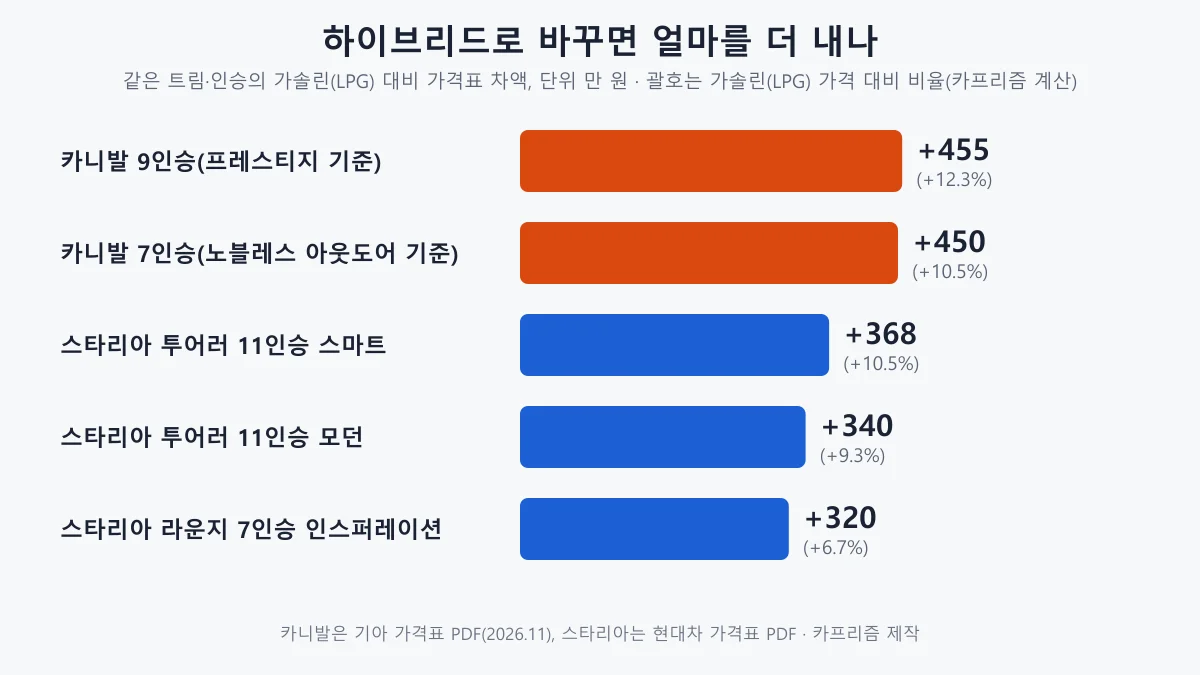 하이브리드로 바꾸면 얼마를 더 내나
같은 트림·인승의 가솔린(LPG) 대비 가격표 차액, 단위 만 원 · 괄호는 가솔린(LPG) 가격 대비 비율(카프리즘 계산)
카니발 9인승(프레스티지 기준)
+455
(+12.3%)
카니발 7인승(노블레스 아웃도어 기준)
+450
(+10.5%)
스타리아 투어러 11인승 스마트
+368
(+10.5%)
스타리아 투어러 11인승 모던
+340
(+9.3%)
스타리아 라운지 7인승 인스퍼레이션
+320
(+6.7%)
카니발은 기아 가격표 PDF(2026.11), 스타리아는 현대차 가격표 PDF · 카프리즘 제작